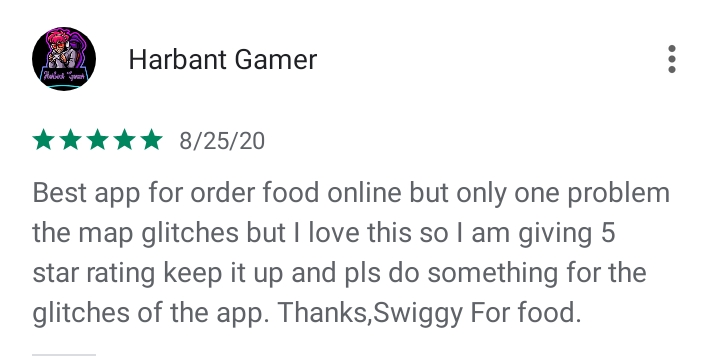 Harbant Gamer
8/25/20
Best app for order food online but only one problem
the map glitches but I love this so I am giving 5
star rating keep it up and pls do something for the
glitches of the app. Thanks,Swiggy For food.